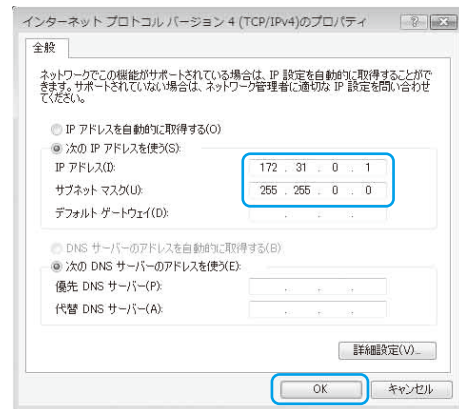 インターネット プロトコル バージョン 4 (TCP/IPv4)のプロパティ
全般
ネットワークでこの機能がサポートされている場合は、IP 設定を自動的に取得することがで
きます。サポートされていない場合は、ネットワーク管理者に適切な IP 設定を問い合わせ
てください。
IP アドレスを自動的に取得する(O)
次の IP アドレスを使う(S):
IP アドレス(I): 172 . 31 . 0 . 1
サブネット マスク(U): 255 . 255 . 0 . 0
デフォルト ゲートウェイ(D): . . .
DNS サーバーのアドレスを自動的に取得する(B)
次の DNS サーバーのアドレスを使う(E):
優先 DNS サーバー(P): . . .
代替 DNS サーバー(A): . . .
詳細設定(V)...
OK キャンセル